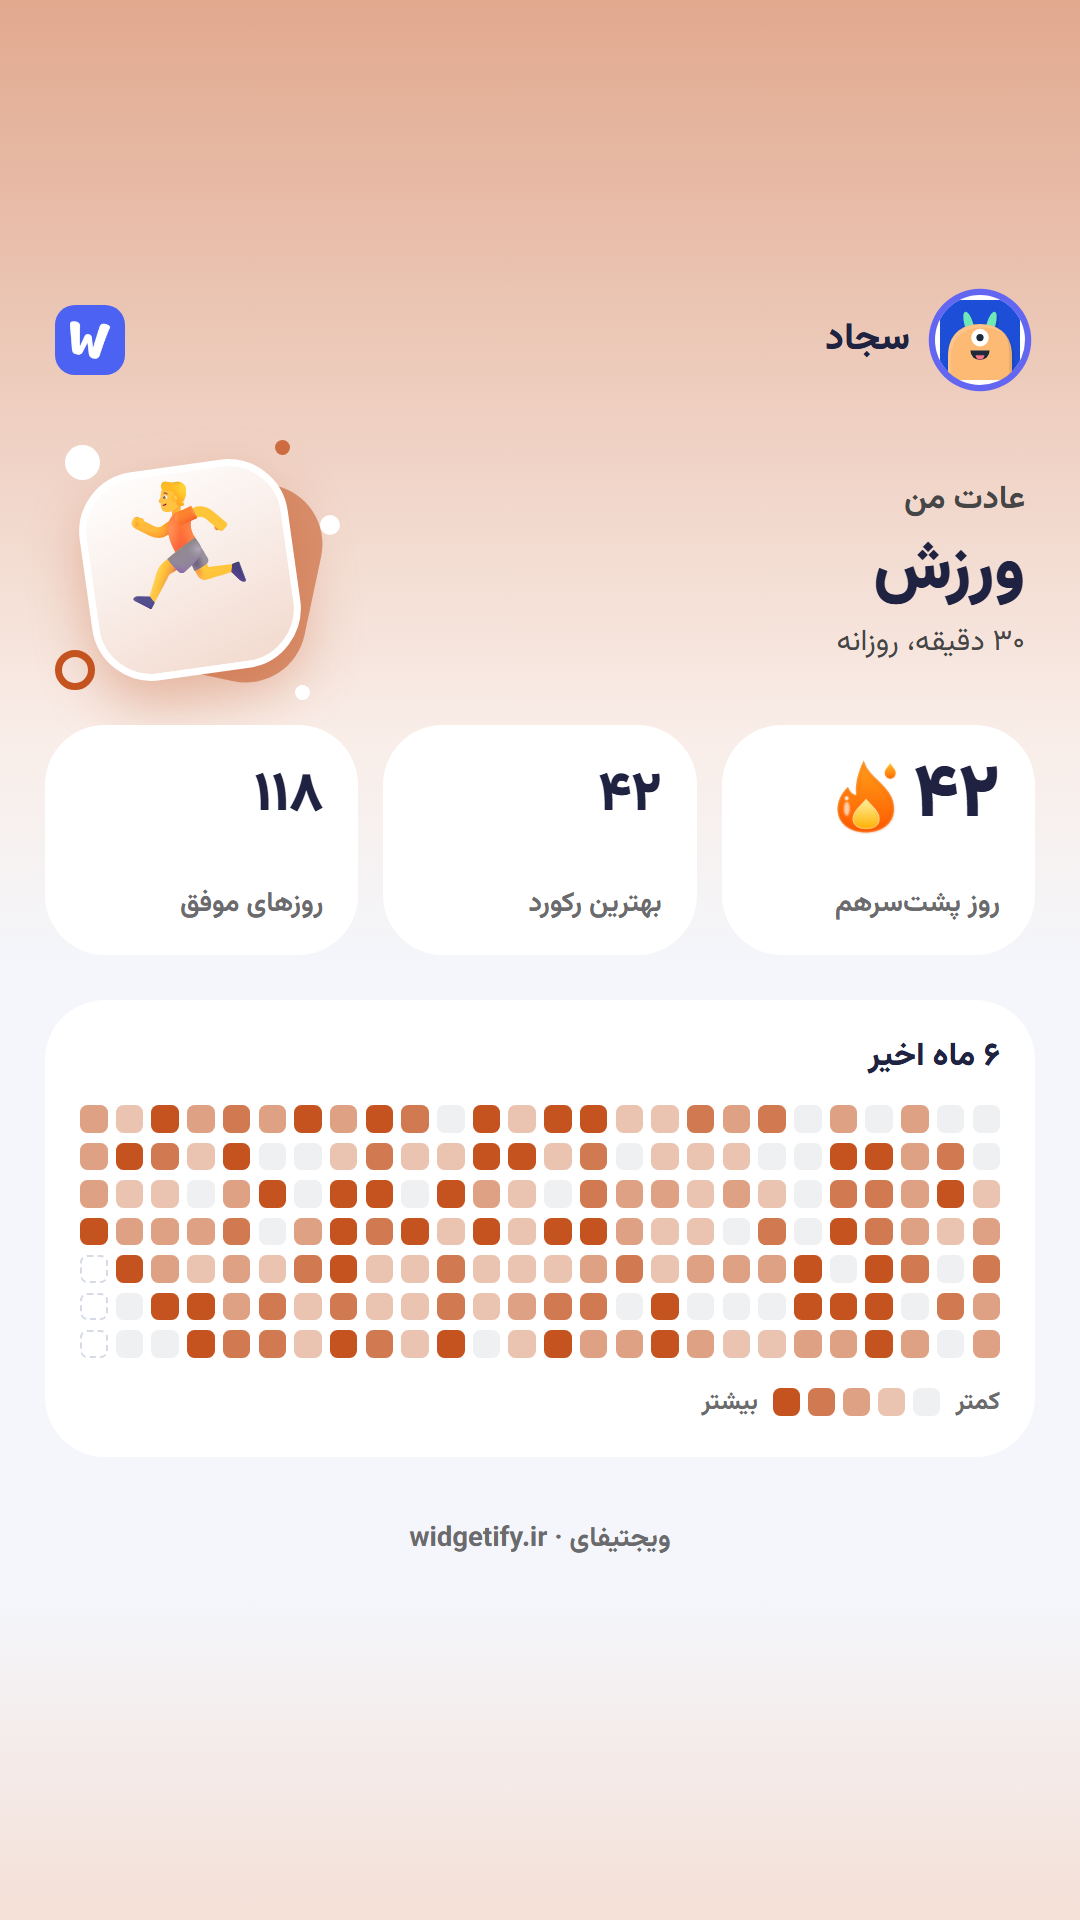 سجاد
W
عادت من
ورزش
۳۰ دقیقه، روزانه
۴۲
روز پشت‌سرهم
۴۲
بهترین رکورد
۱۱۸
روزهای موفق
۶ ماه اخیر
کمتر
بیشتر
ویجتیفای · widgetify.ir